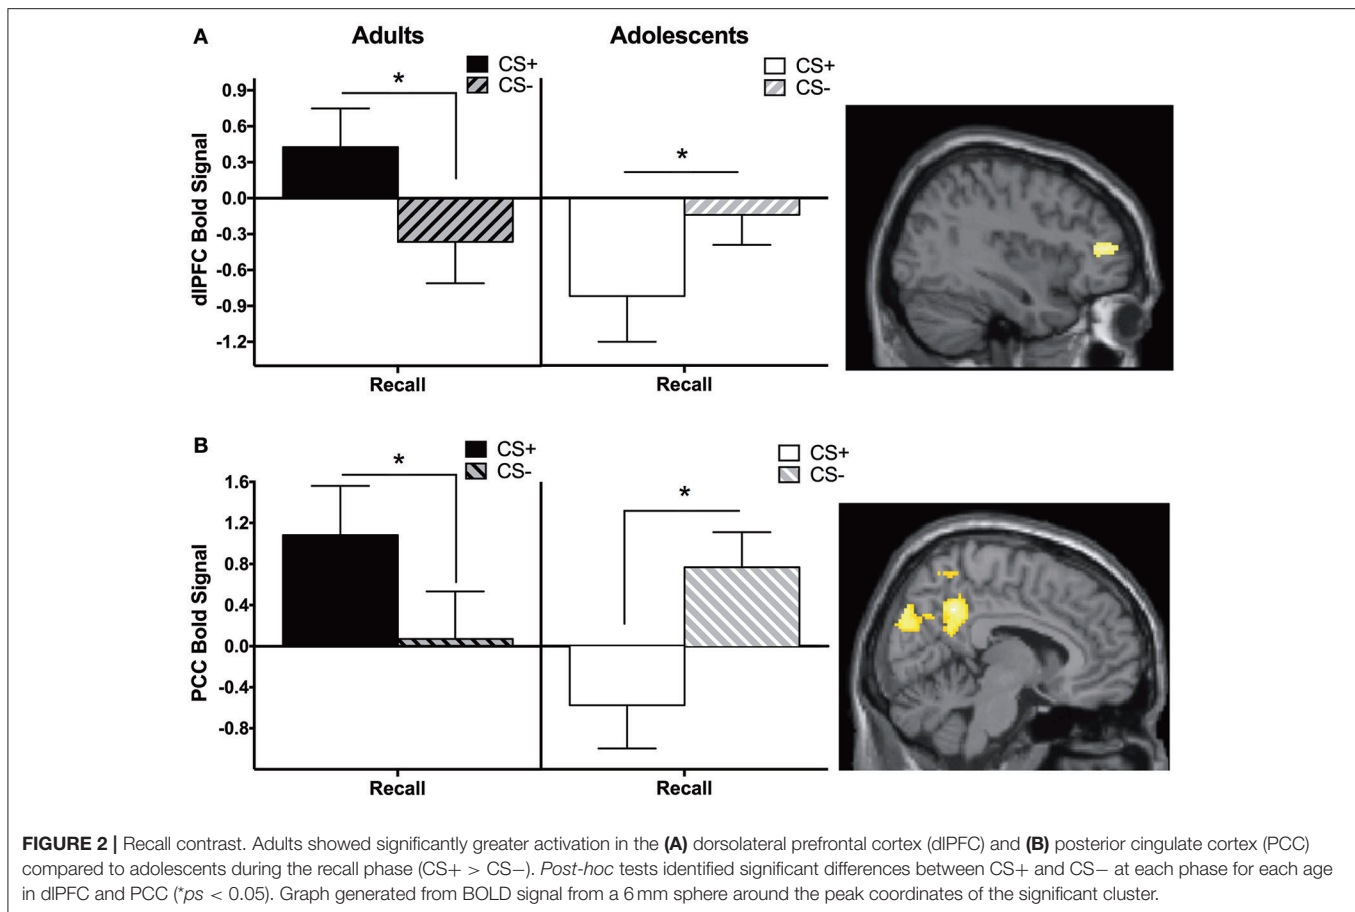 A
Adults
Adolescents
CS+
CS-
CS+
CS-
*
*
0.9
0.6
0.3
0.0
-0.3
-0.6
-0.9
-1.2
dlPFC Bold Signal
Recall
Recall
B
CS+
CS-
CS+
CS-
*
*
1.6
1.2
0.8
0.4
0.0
-0.4
-0.8
PCC Bold Signal
Recall
Recall
FIGURE 2 | Recall contrast. Adults showed significantly greater activation in the (A) dorsolateral prefrontal cortex (dlPFC) and (B) posterior cingulate cortex (PCC)
compared to adolescents during the recall phase (CS+ > CS−). Post-hoc tests identified significant differences between CS+ and CS− at each phase for each age
in dlPFC and PCC (*ps < 0.05). Graph generated from BOLD signal from a 6 mm sphere around the peak coordinates of the significant cluster.